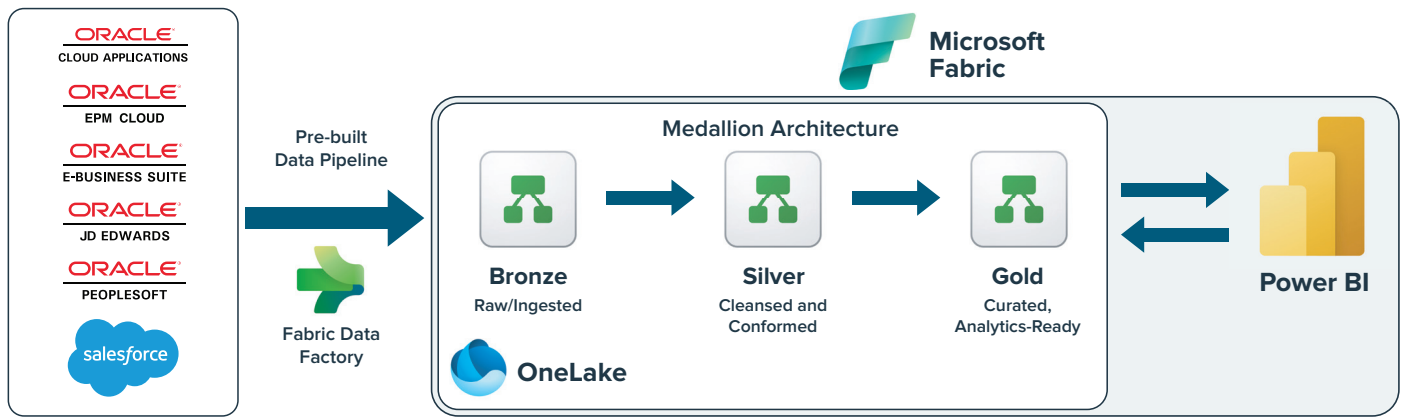 ORACLE
CLOUD APPLICATIONS
ORACLE
EPM CLOUD
ORACLE
E-BUSINESS SUITE
ORACLE
JD EDWARDS
ORACLE
PEOPLESOFT
salesforce
Pre-built
Data Pipeline
Fabric Data
Factory
Microsoft
Fabric
Medallion Architecture
Bronze
Raw/Ingested
Silver
Cleansed and
Conformed
Gold
Curated,
Analytics-Ready
OneLake
Power BI